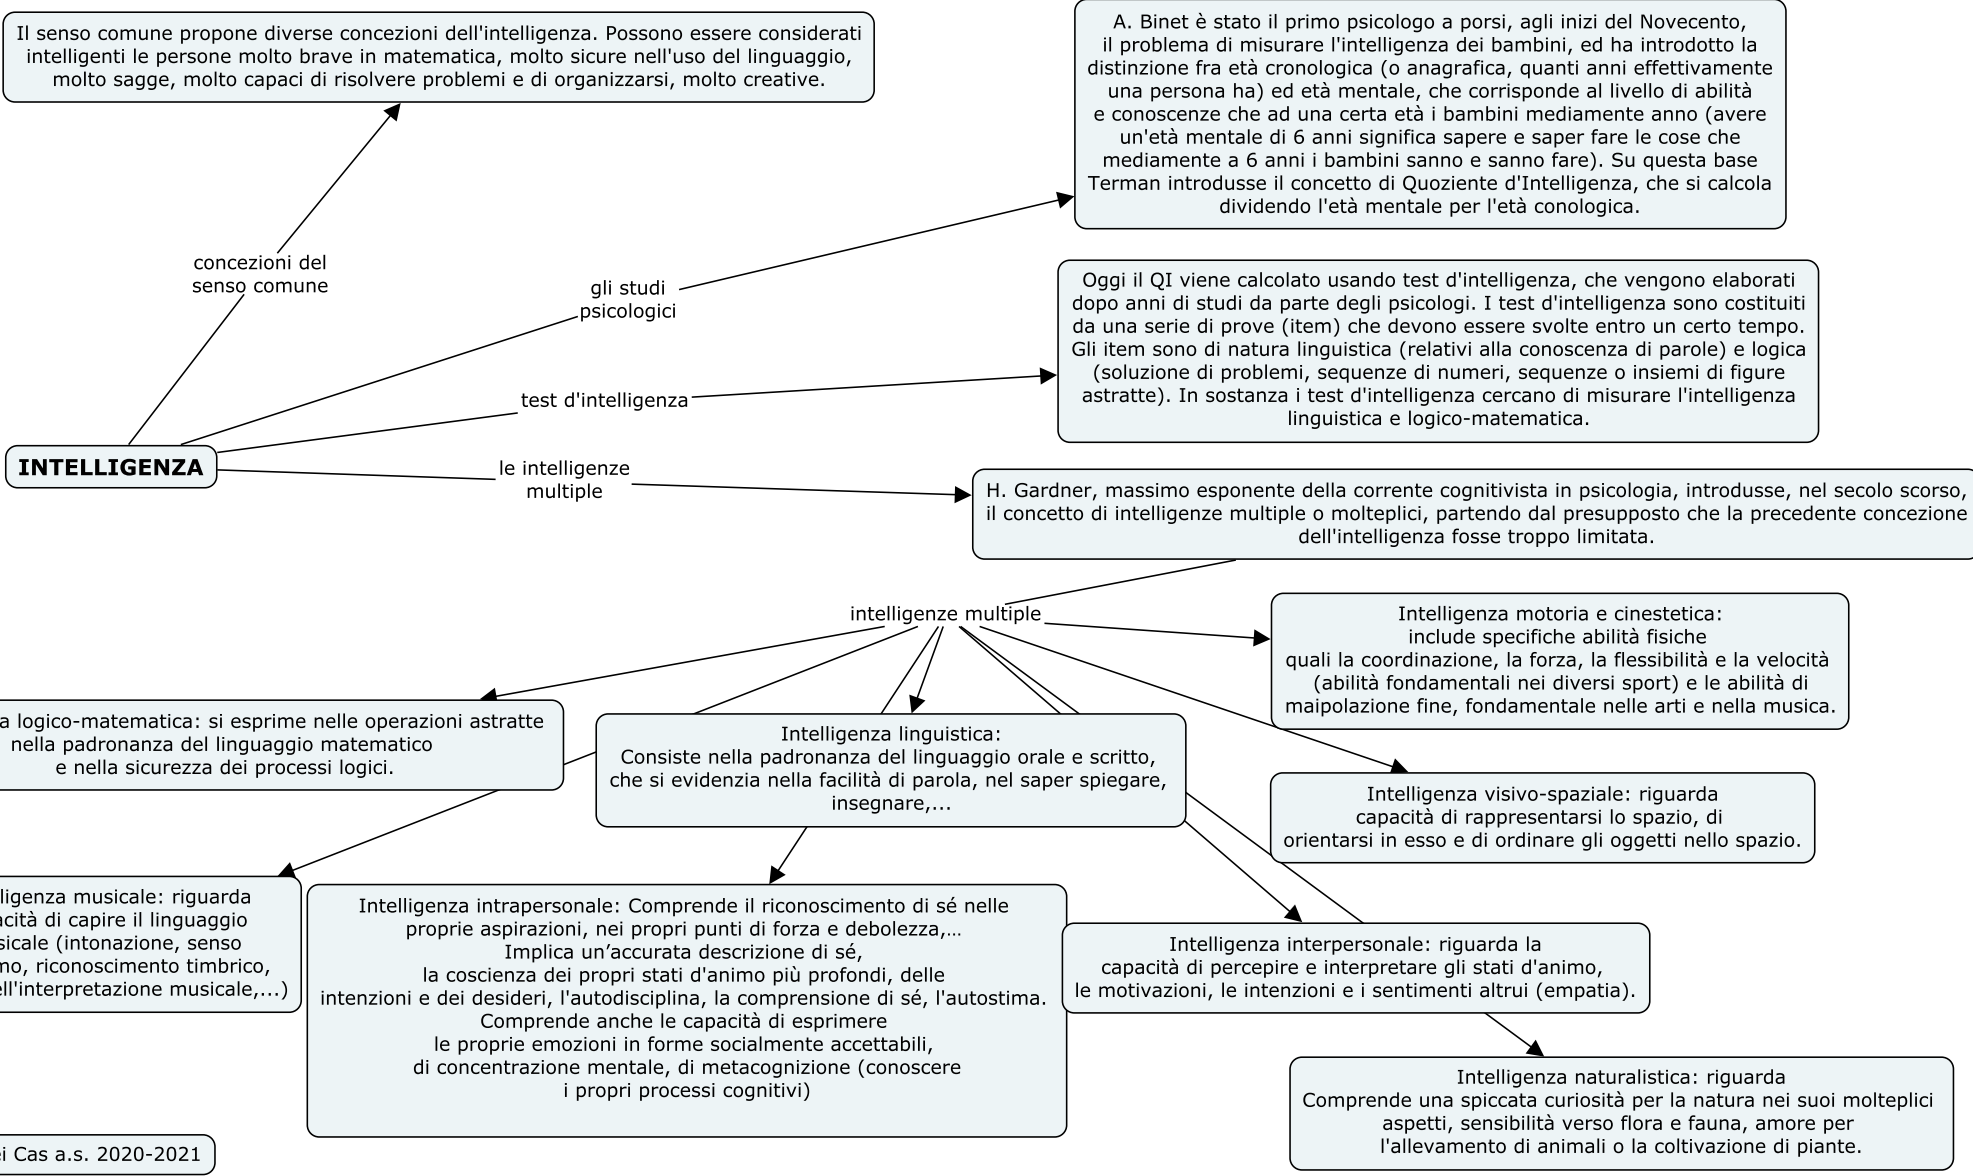 Il senso comune propone diverse concezioni dell'intelligenza. Possono essere considerati
intelligenti le persone molto brave in matematica, molto sicure nell'uso del linguaggio,
molto sagge, molto capaci di risolvere problemi e di organizzarsi, molto creative.
A. Binet è stato il primo psicologo a porsi, agli inizi del Novecento,
il problema di misurare l'intelligenza dei bambini, ed ha introdotto la
distinzione fra età cronologica (o anagrafica, quanti anni effettivamente
una persona ha) ed età mentale, che corrisponde al livello di abilità
e conoscenze che ad una certa età i bambini mediamente anno (avere
un'età mentale di 6 anni significa sapere e saper fare le cose che
mediamente a 6 anni i bambini sanno e sanno fare). Su questa base
Terman introdusse il concetto di Quoziente d'Intelligenza, che si calcola
dividendo l'età mentale per l'età conologica.
concezioni del
senso comune
gli studi
psicologici
Oggi il QI viene calcolato usando test d'intelligenza, che vengono elaborati
dopo anni di studi da parte degli psicologi. I test d'intelligenza sono costituiti
da una serie di prove (item) che devono essere svolte entro un certo tempo.
Gli item sono di natura linguistica (relativi alla conoscenza di parole) e logica
(soluzione di problemi, sequenze di numeri, sequenze o insiemi di figure
astratte). In sostanza i test d'intelligenza cercano di misurare l'intelligenza
linguistica e logico-matematica.
test d'intelligenza
INTELLIGENZA
le intelligenze
multiple
H. Gardner, massimo esponente della corrente cognitivista in psicologia, introdusse, nel secolo scorso,
il concetto di intelligenze multiple o molteplici, partendo dal presupposto che la precedente concezione
dell'intelligenza fosse troppo limitata.
intelligenze multiple
Intelligenza motoria e cinestetica:
include specifiche abilità fisiche
quali la coordinazione, la forza, la flessibilità e la velocità
(abilità fondamentali nei diversi sport) e le abilità di
maipolazione fine, fondamentale nelle arti e nella musica.
a logico-matematica: si esprime nelle operazioni astratte
nella padronanza del linguaggio matematico
e nella sicurezza dei processi logici.
Intelligenza linguistica:
Consiste nella padronanza del linguaggio orale e scritto,
che si evidenzia nella facilità di parola, nel saper spiegare,
insegnare,...
Intelligenza visivo-spaziale: riguarda
capacità di rappresentarsi lo spazio, di
orientarsi in esso e di ordinare gli oggetti nello spazio.
ligenza musicale: riguarda
acità di capire il linguaggio
sicale (intonazione, senso
mo, riconoscimento timbrico,
ell'interpretazione musicale,...)
Intelligenza intrapersonale: Comprende il riconoscimento di sé nelle
proprie aspirazioni, nei propri punti di forza e debolezza,…
Implica un’accurata descrizione di sé,
la coscienza dei propri stati d'animo più profondi, delle
intenzioni e dei desideri, l'autodisciplina, la comprensione di sé, l'autostima.
Comprende anche le capacità di esprimere
le proprie emozioni in forme socialmente accettabili,
di concentrazione mentale, di metacognizione (conoscere
i propri processi cognitivi)
Intelligenza interpersonale: riguarda la
capacità di percepire e interpretare gli stati d'animo,
le motivazioni, le intenzioni e i sentimenti altrui (empatia).
Intelligenza naturalistica: riguarda
Comprende una spiccata curiosità per la natura nei suoi molteplici
aspetti, sensibilità verso flora e fauna, amore per
l'allevamento di animali o la coltivazione di piante.
ei Cas a.s. 2020-2021